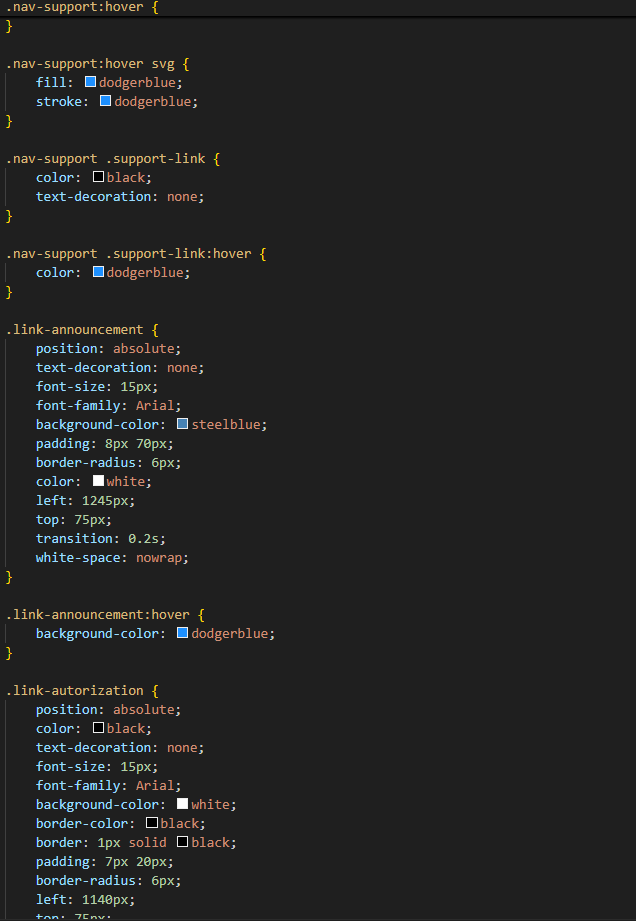 .nav-support:hover {
}
.nav-support:hover svg {
fill: dodgerblue;
stroke: dodgerblue;
}
.nav-support .support-link {
color: black;
text-decoration: none;
}
.nav-support .support-link:hover {
color: dodgerblue;
}
.link-announcement {
position: absolute;
text-decoration: none;
font-size: 15px;
font-family: Arial;
background-color: steelblue;
padding: 8px 70px;
border-radius: 6px;
color: white;
left: 1245px;
top: 75px;
transition: 0.2s;
white-space: nowrap;
}
.link-announcement:hover {
background-color: dodgerblue;
}
.link-autorization {
position: absolute;
color: black;
text-decoration: none;
font-size: 15px;
font-family: Arial;
background-color: white;
border-color: black;
border: 1px solid black;
padding: 7px 20px;
border-radius: 6px;
left: 1140px;
top: 75px;